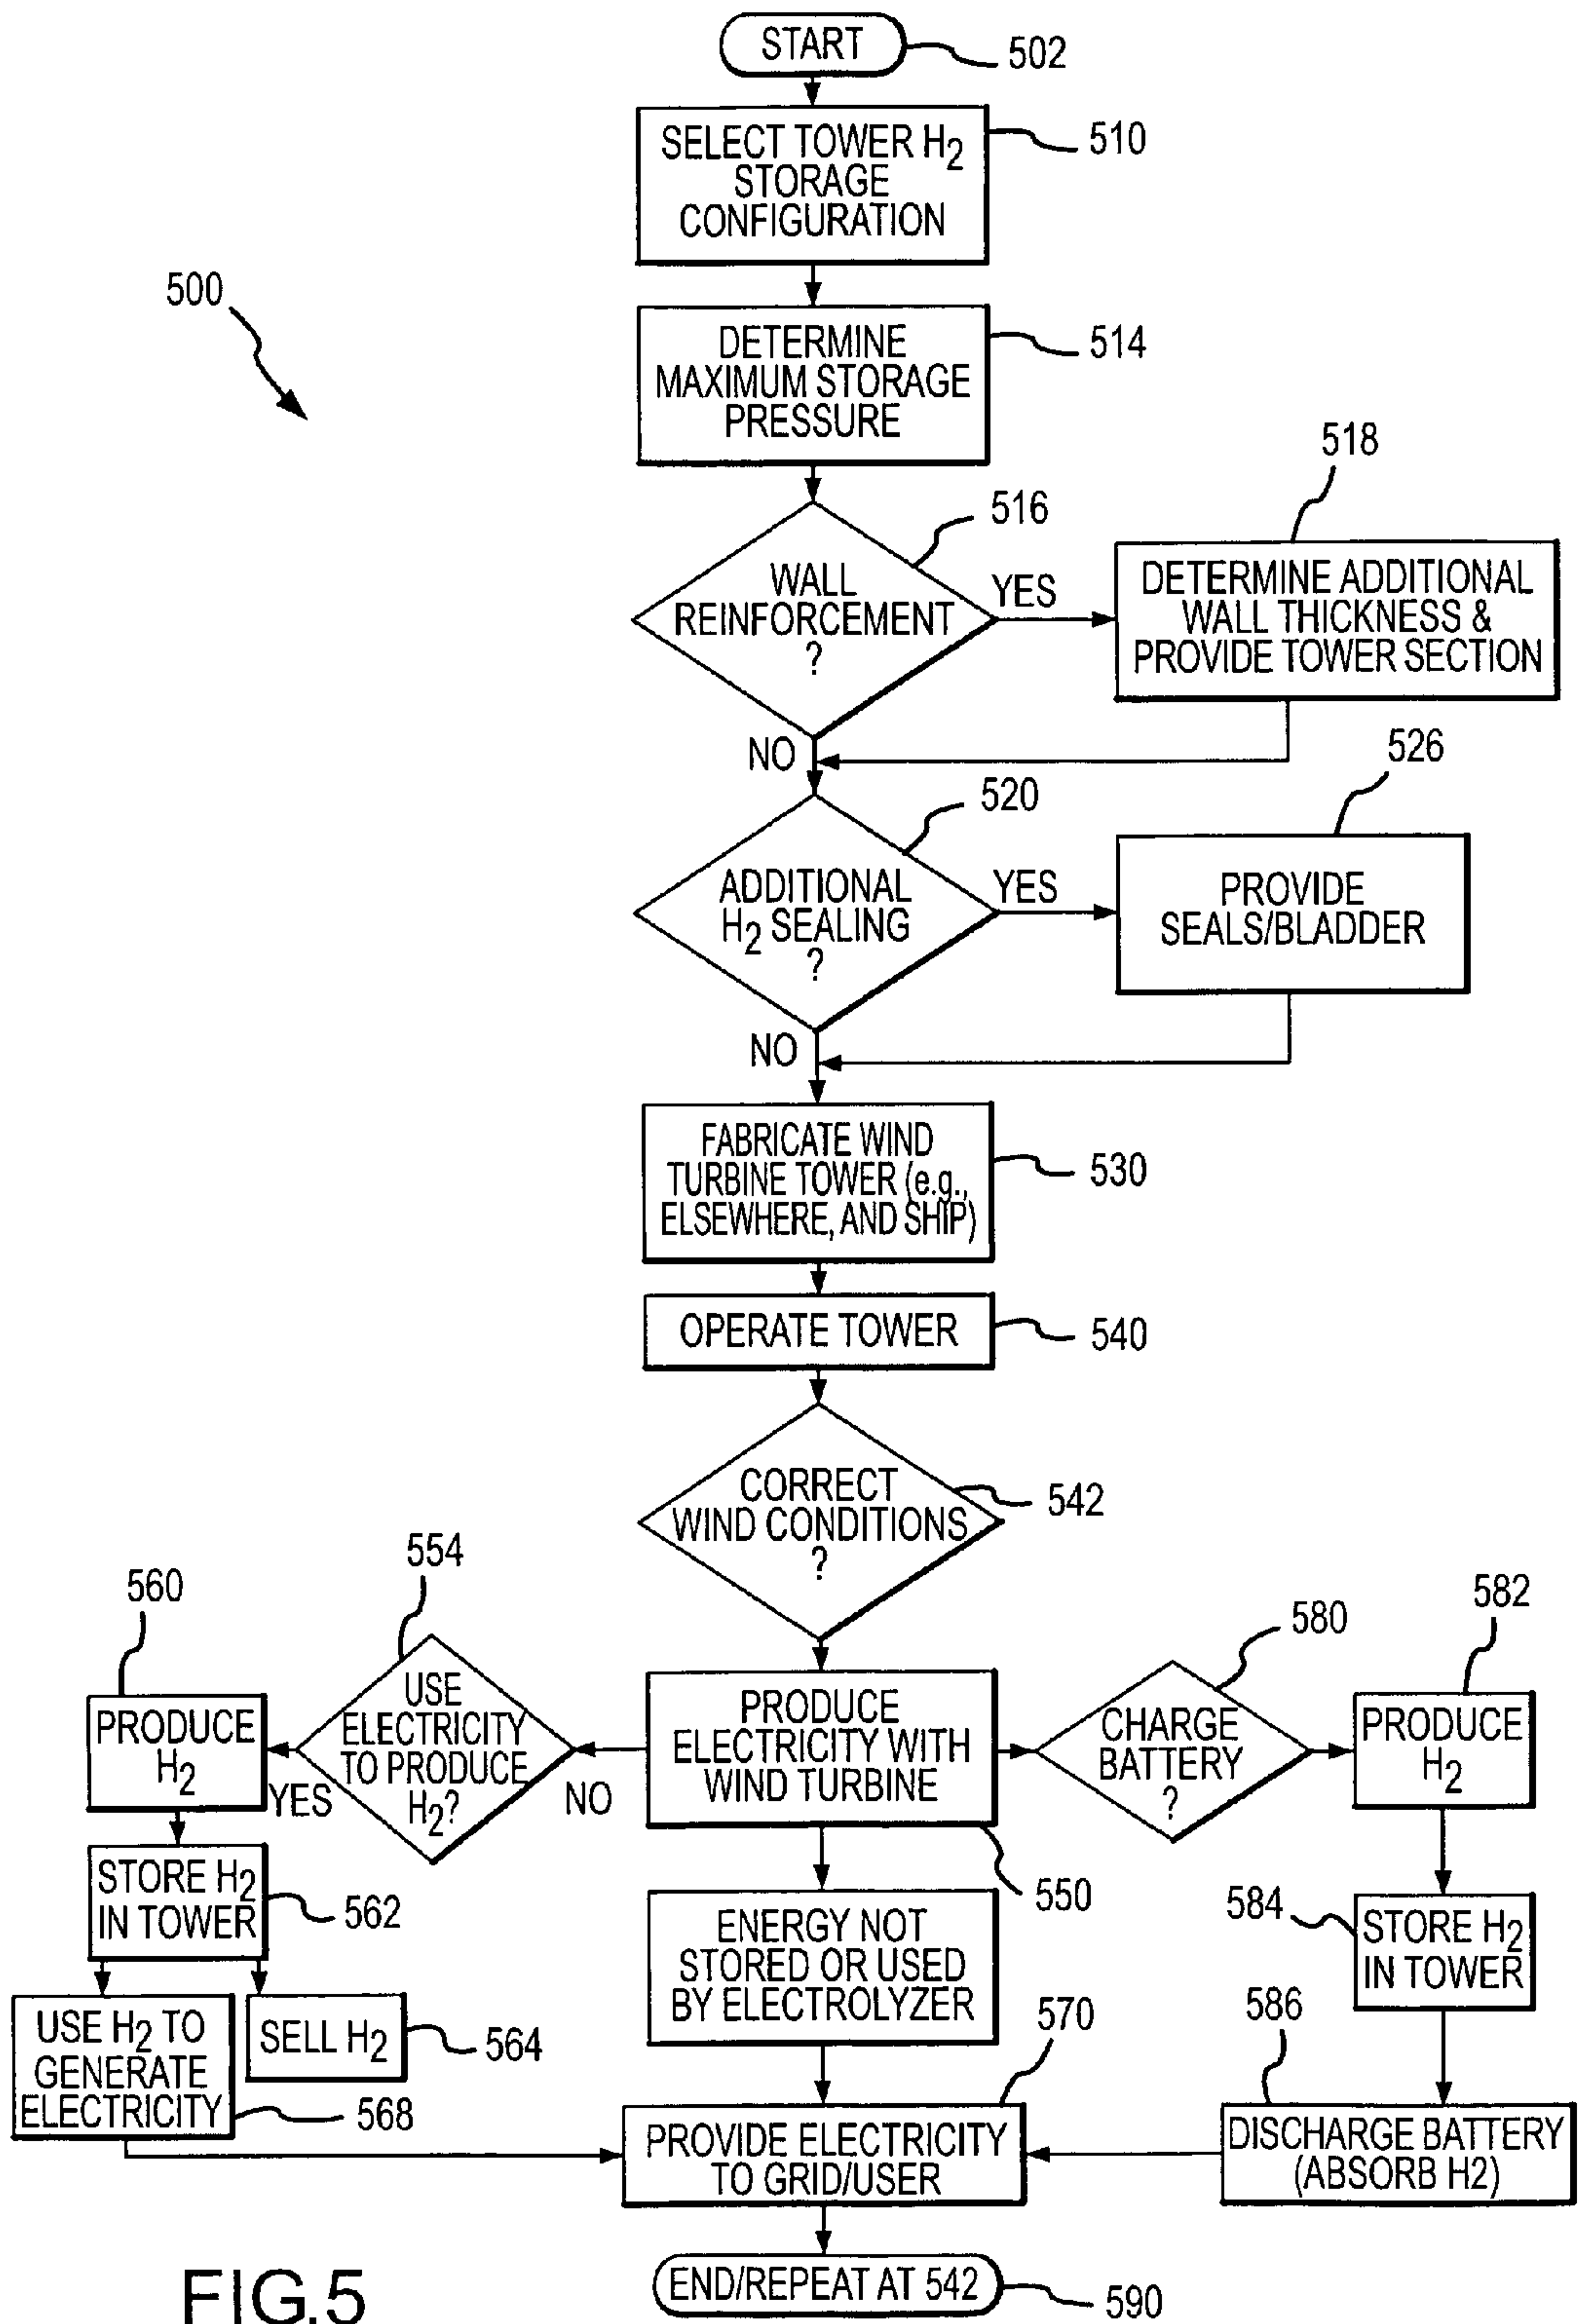 START
502
SELECT TOWER H2
STORAGE
CONFIGURATION
510
500
DETERMINE
MAXIMUM STORAGE
PRESSURE
514
516
WALL
REINFORCEMENT
?
YES
NO
518
DETERMINE ADDITIONAL
WALL THICKNESS &
PROVIDE TOWER SECTION
520
ADDITIONAL
H2 SEALING
?
YES
NO
526
PROVIDE
SEALS/BLADDER
FABRICATE WIND
TURBINE TOWER (e.g.,
ELSEWHERE, AND SHIP)
530
OPERATE TOWER
540
CORRECT
WIND CONDITIONS
?
542
554
USE
ELECTRICITY
TO PRODUCE
H2?
YES
NO
560
PRODUCE
H2
STORE H2
IN TOWER
562
USE H2 TO
GENERATE
ELECTRICITY
568
SELL H2
564
PRODUCE
ELECTRICITY WITH
WIND TURBINE
550
ENERGY NOT
STORED OR USED
BY ELECTROLYZER
580
CHARGE
BATTERY
?
582
PRODUCE
H2
584
STORE H2
IN TOWER
586
DISCHARGE BATTERY
(ABSORB H2)
570
PROVIDE ELECTRICITY
TO GRID/USER
END/REPEAT AT 542
590
FIG.5